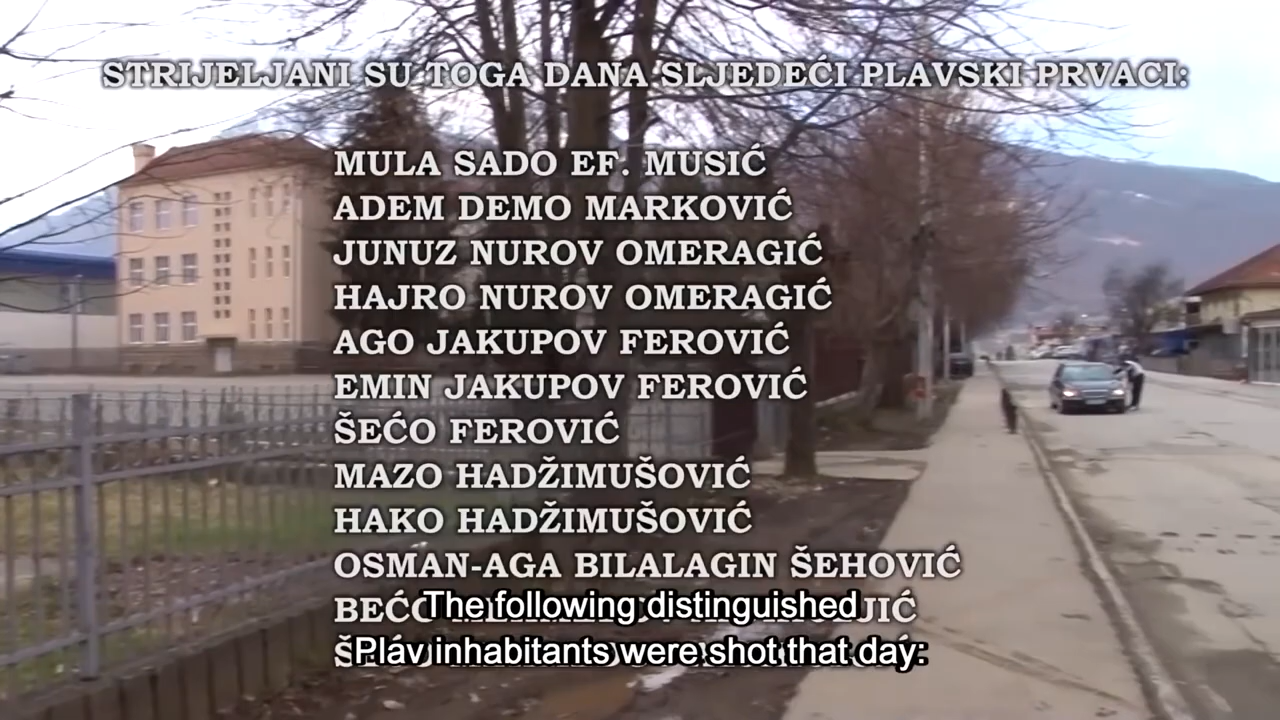 STRIJELJANI SU TOGA DANA SLJEDEĆI PLAVSKI PRVACI:
MULA SADO EF. MUSIĆ
ADEM DEMO MARKOVIĆ
JUNUZ NUROV OMERAGIĆ
HAJRO NUROV OMERAGIĆ
AGO JAKUPOV FEROVIĆ
EMIN JAKUPOV FEROVIĆ
ŠEĆO FEROVIĆ
MAZO HADŽIMUŠOVIĆ
HAKO HADŽIMUŠOVIĆ
OSMAN-AGA BILALAGIN ŠEHOVIĆ
BEĆO
The following distinguished
Plav inhabitants were shot that day: